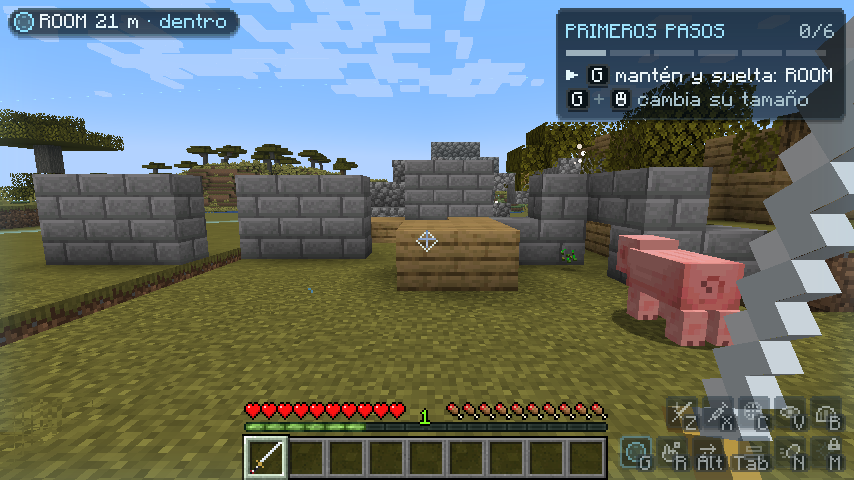 ROOM 21 m · dentro
PRIMEROS PASOS 0/6
G mantén y suelta: ROOM
G + cambia su tamaño
1
Z X C V B
G R Alt Tab N M